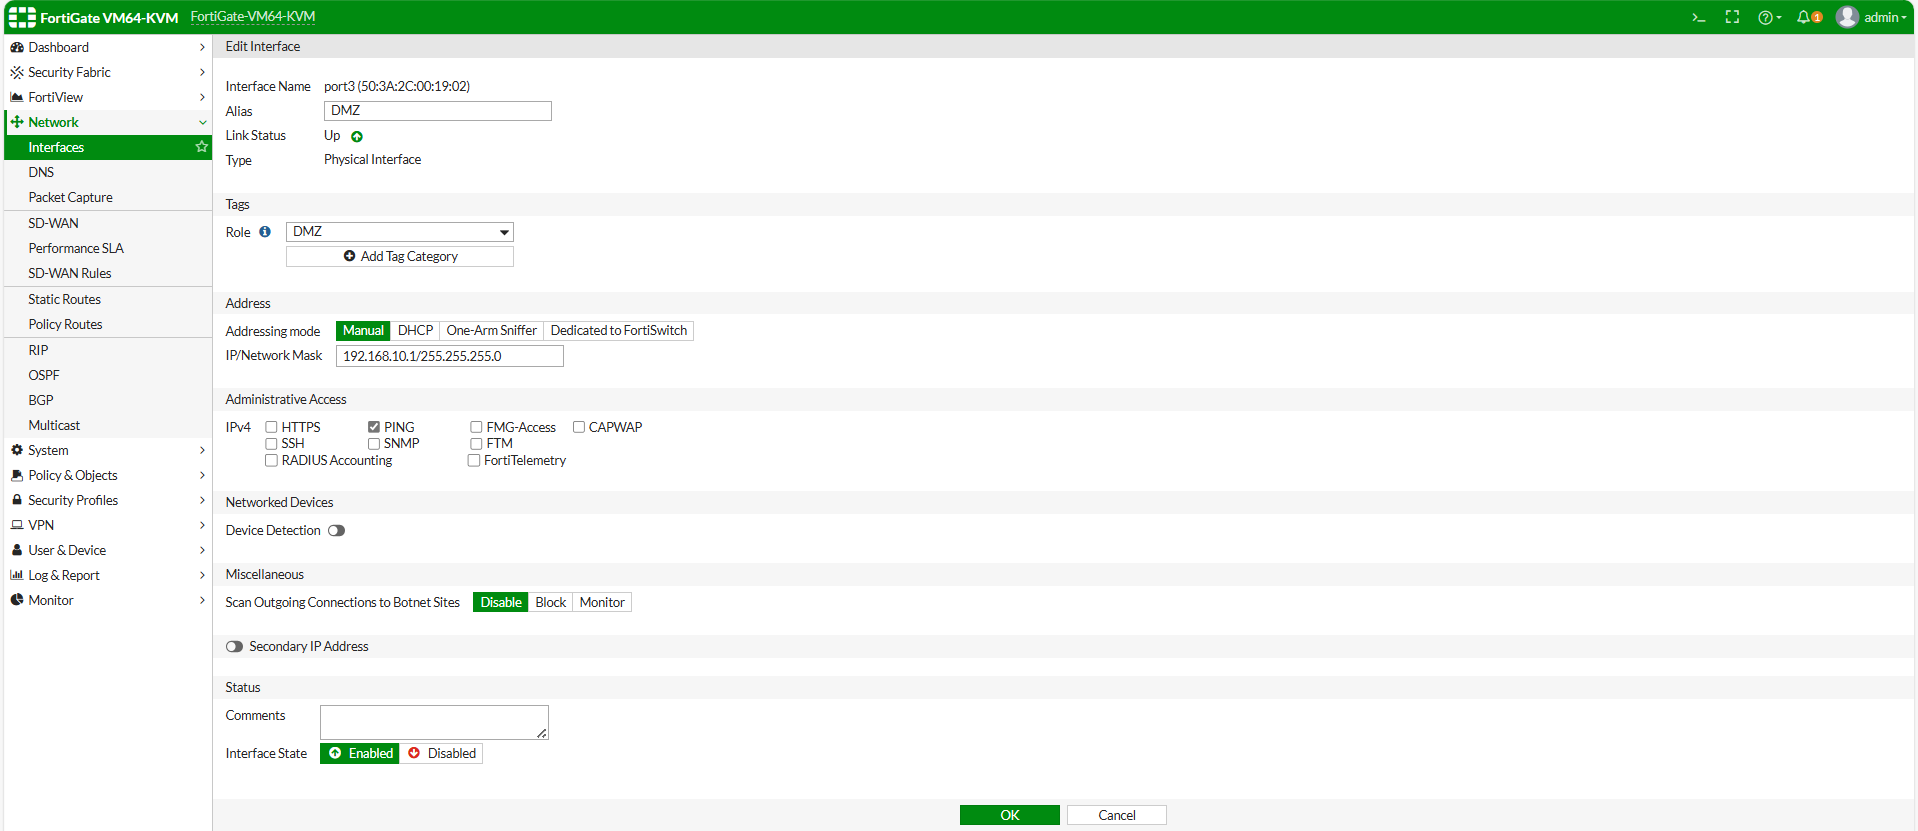 FortiGate VM64-KVM FortiGate-VM64-KVM
1 admin
Dashboard
Security Fabric
FortiView
Network
Interfaces
DNS
Packet Capture
SD-WAN
Performance SLA
SD-WAN Rules
Static Routes
Policy Routes
RIP
OSPF
BGP
Multicast
System
Policy & Objects
Security Profiles
VPN
User & Device
Log & Report
Monitor
Edit Interface
Interface Name port3 (50:3A:2C:00:19:02)
Alias DMZ
Link Status Up
Type Physical Interface
Tags
Role DMZ
Add Tag Category
Address
Addressing mode Manual DHCP One-Arm Sniffer Dedicated to FortiSwitch
IP/Network Mask 192.168.10.1/255.255.255.0
Administrative Access
IPv4 HTTPS PING FMG-Access CAPWAP
SSH SNMP FTM
RADIUS Accounting FortiTelemetry
Networked Devices
Device Detection
Miscellaneous
Scan Outgoing Connections to Botnet Sites Disable Block Monitor
Secondary IP Address
Status
Comments
Interface State Enabled Disabled
OK Cancel